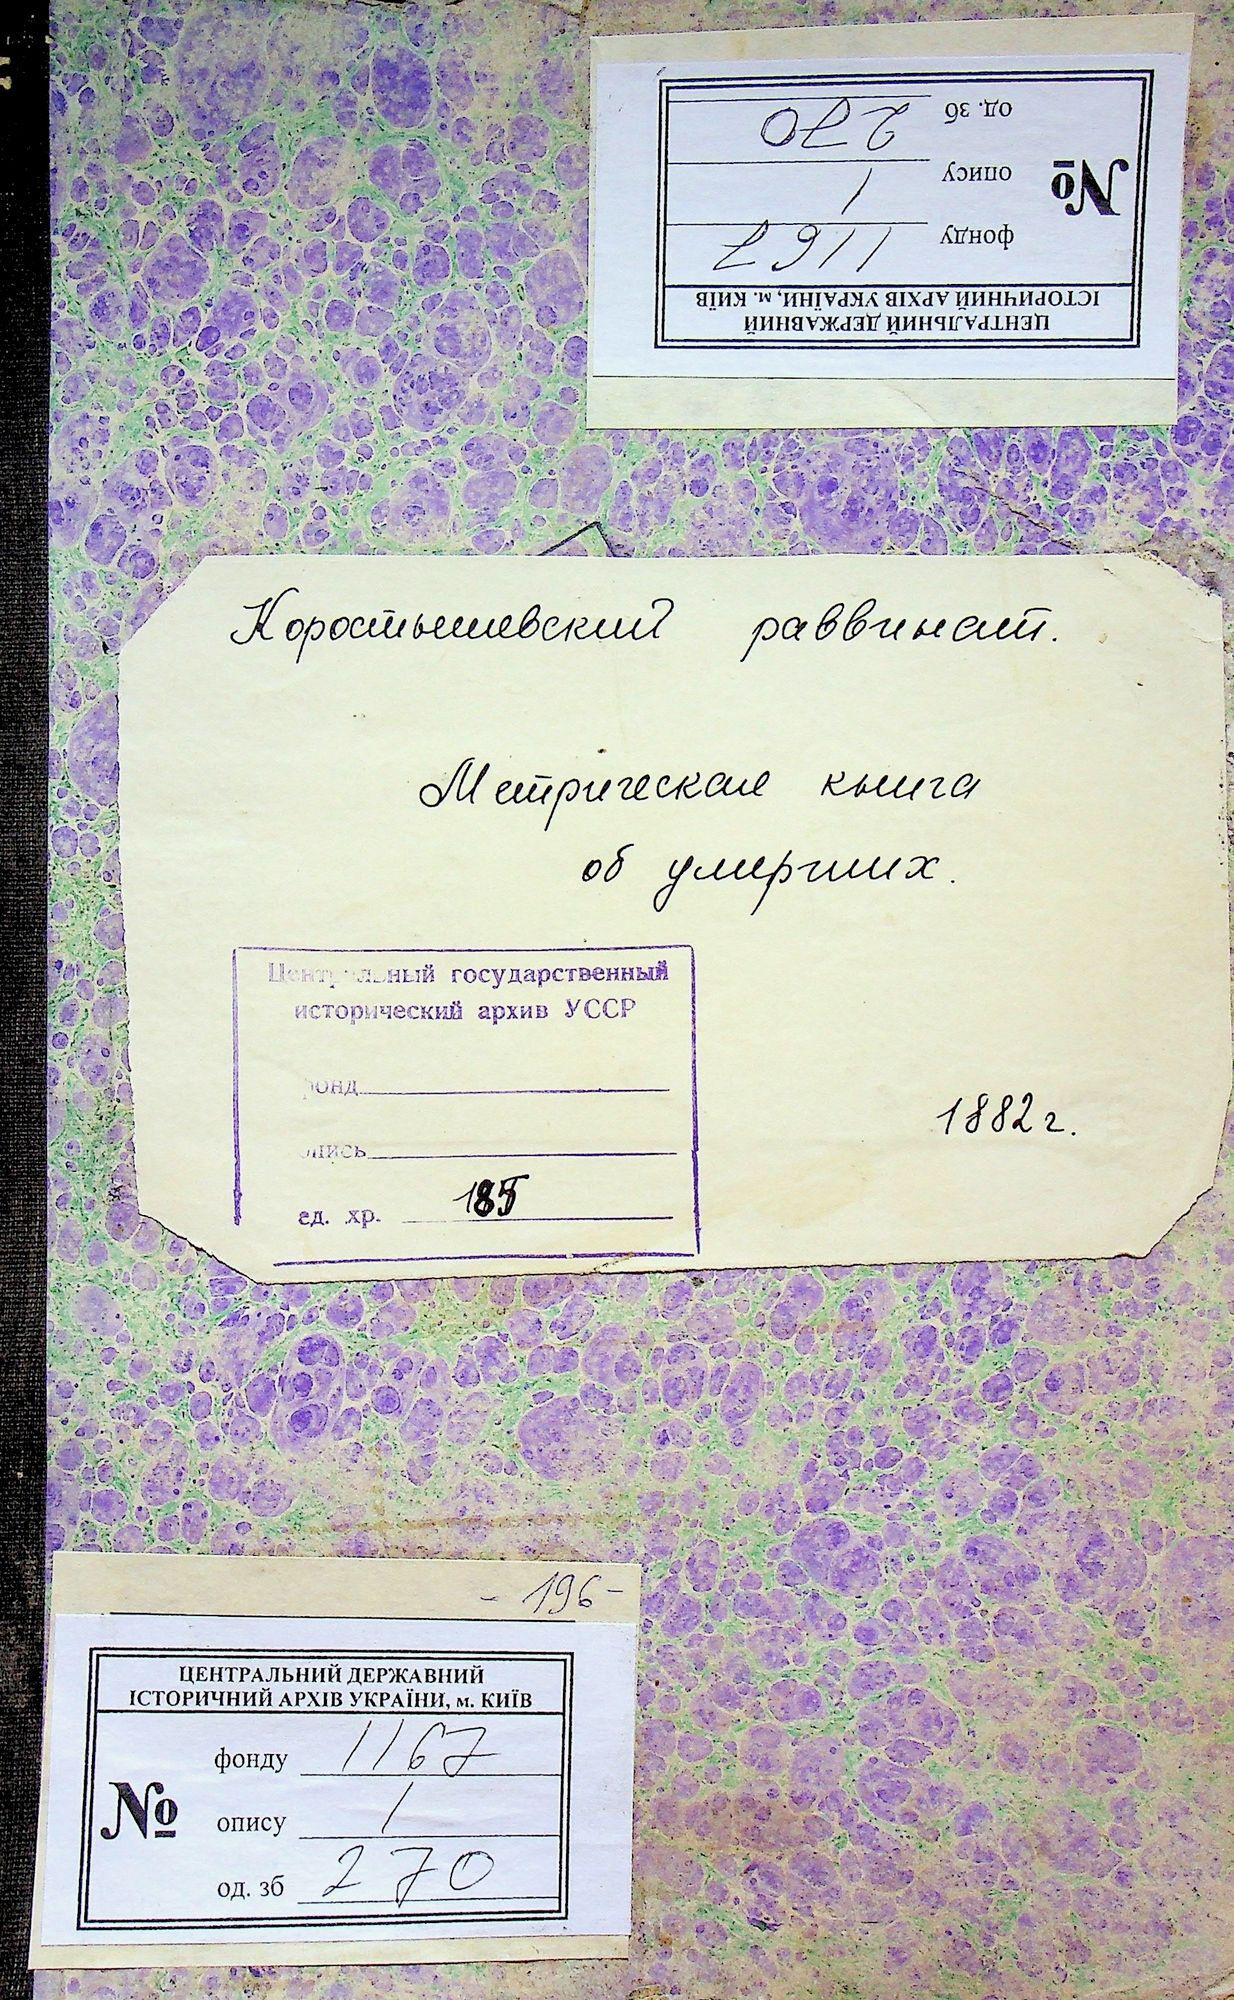 ЦЕНТРАЛЬНИЙ ДЕРЖАВНИЙ
ІСТОРИЧНИЙ АРХІВ УКРАЇНИ, м. КИЇВ
№
фонду 1167
опису 1
од. зб 270
Коростышевский раввинат.
Метрическая книга
об умерших.
Центральный государственный
исторический архив УССР
фонд
опись
ед. хр. 185
1882 г.
- 196 -
ЦЕНТРАЛЬНИЙ ДЕРЖАВНИЙ
ІСТОРИЧНИЙ АРХІВ УКРАЇНИ, м. КИЇВ
№
фонду 1167
опису 1
од. зб 270